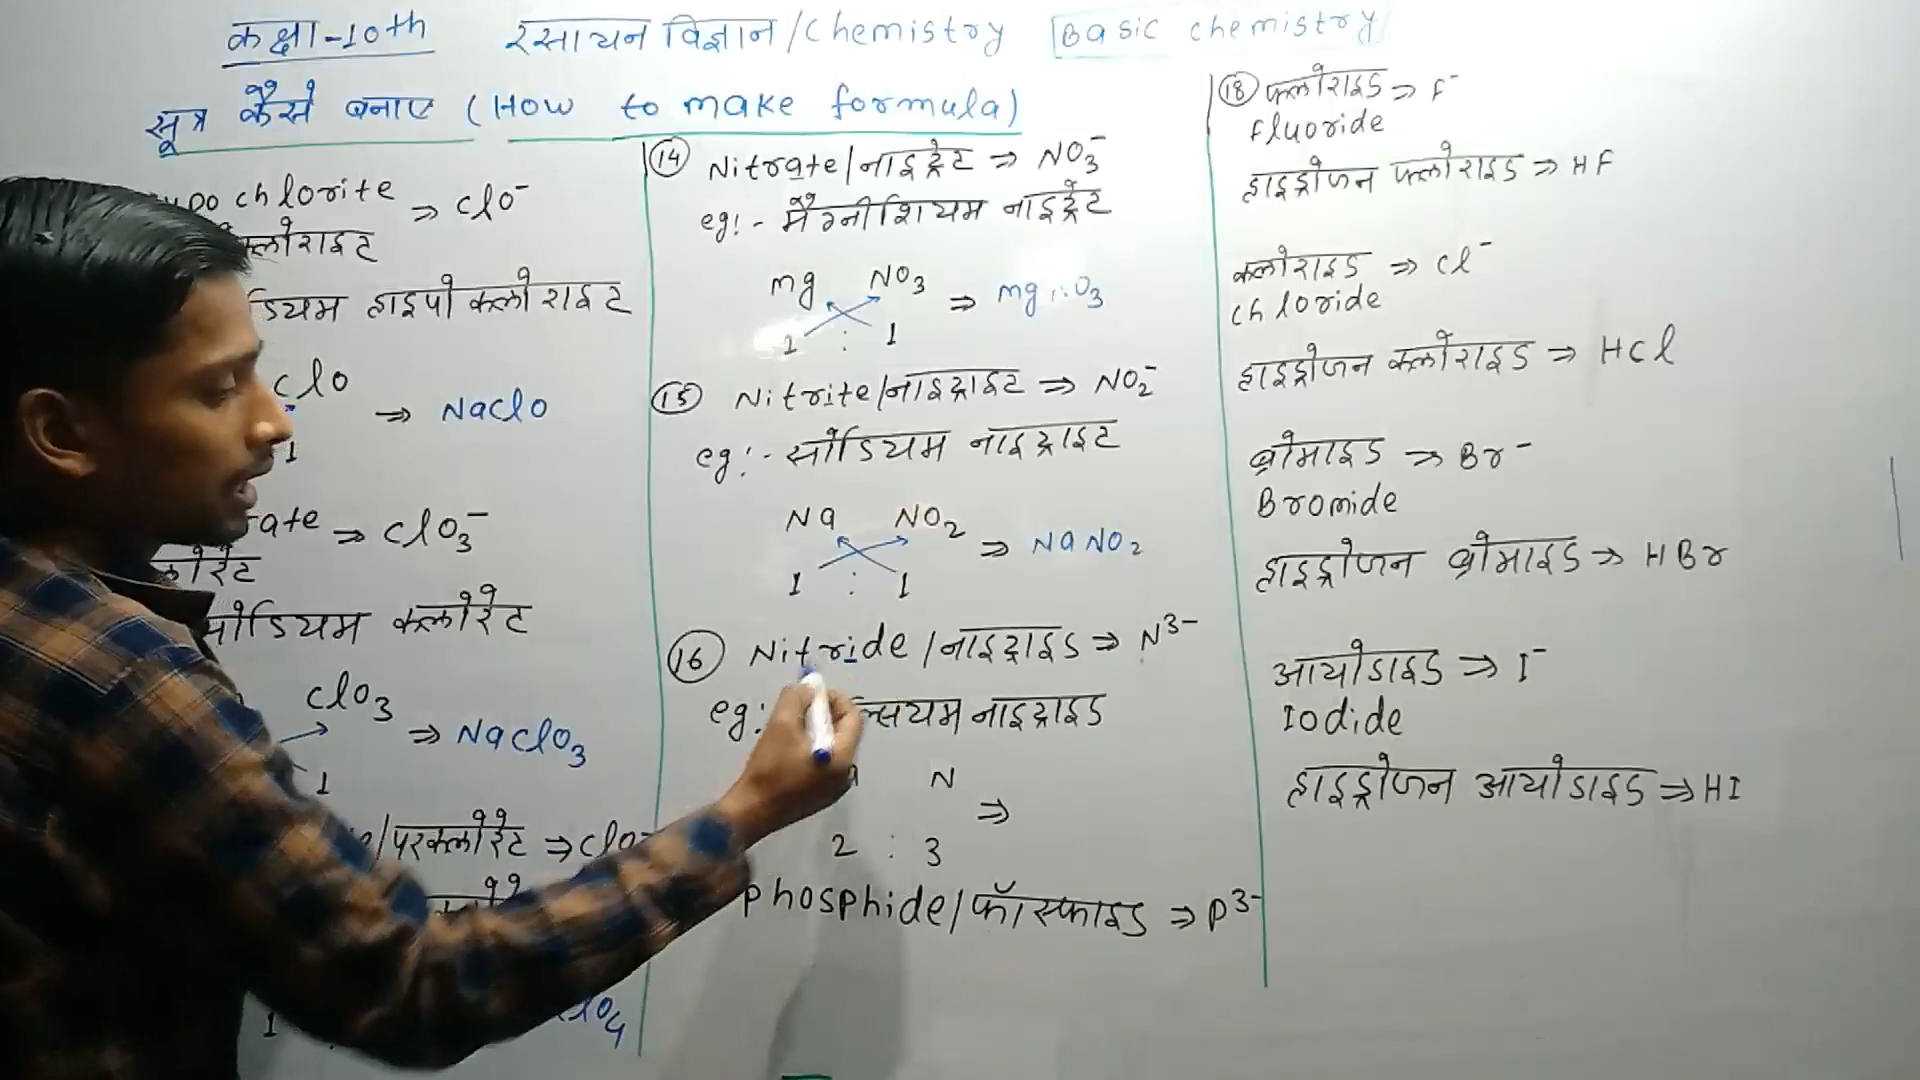 कक्षा-10th रसायन विज्ञान/Chemistry Basic chemistry
सूत्र कैसे बनाए (How to make formula)
chlorite ⇒ ClO⁻
क्लोराइट
डियम हाइपो क्लोराइट
ClO
⇒ NaClO
1
rate ⇒ ClO₃⁻
लोरेट
सोडियम क्लोरेट
ClO₃
⇒ NaClO₃
1
/परक्लोरेट ⇒ ClO
1
ClO₄
(14) Nitrate/नाइट्रेट ⇒ NO₃⁻
eg:- मैग्नीशियम नाइट्रेट
mg NO₃
⇒ mg O₃
1 : 1
(15) Nitrite/नाइट्राइट ⇒ NO₂⁻
eg:- सोडियम नाइट्राइट
Na NO₂
⇒ NaNO₂
1 : 1
(16) Nitride/नाइट्राइड ⇒ N³⁻
eg: ल्सियम नाइट्राइड
N
⇒
2 : 3
Phosphide/फॉस्फाइड ⇒ P³⁻
(18) फ्लोराइड ⇒ F⁻
Fluoride
हाइड्रोजन फ्लोराइड ⇒ HF
क्लोराइड ⇒ Cl⁻
Chloride
हाइड्रोजन क्लोराइड ⇒ HCl
ब्रोमाइड ⇒ Br⁻
Bromide
हाइड्रोजन ब्रोमाइड ⇒ HBr
आयोडाइड ⇒ I⁻
Iodide
हाइड्रोजन आयोडाइड ⇒ HI